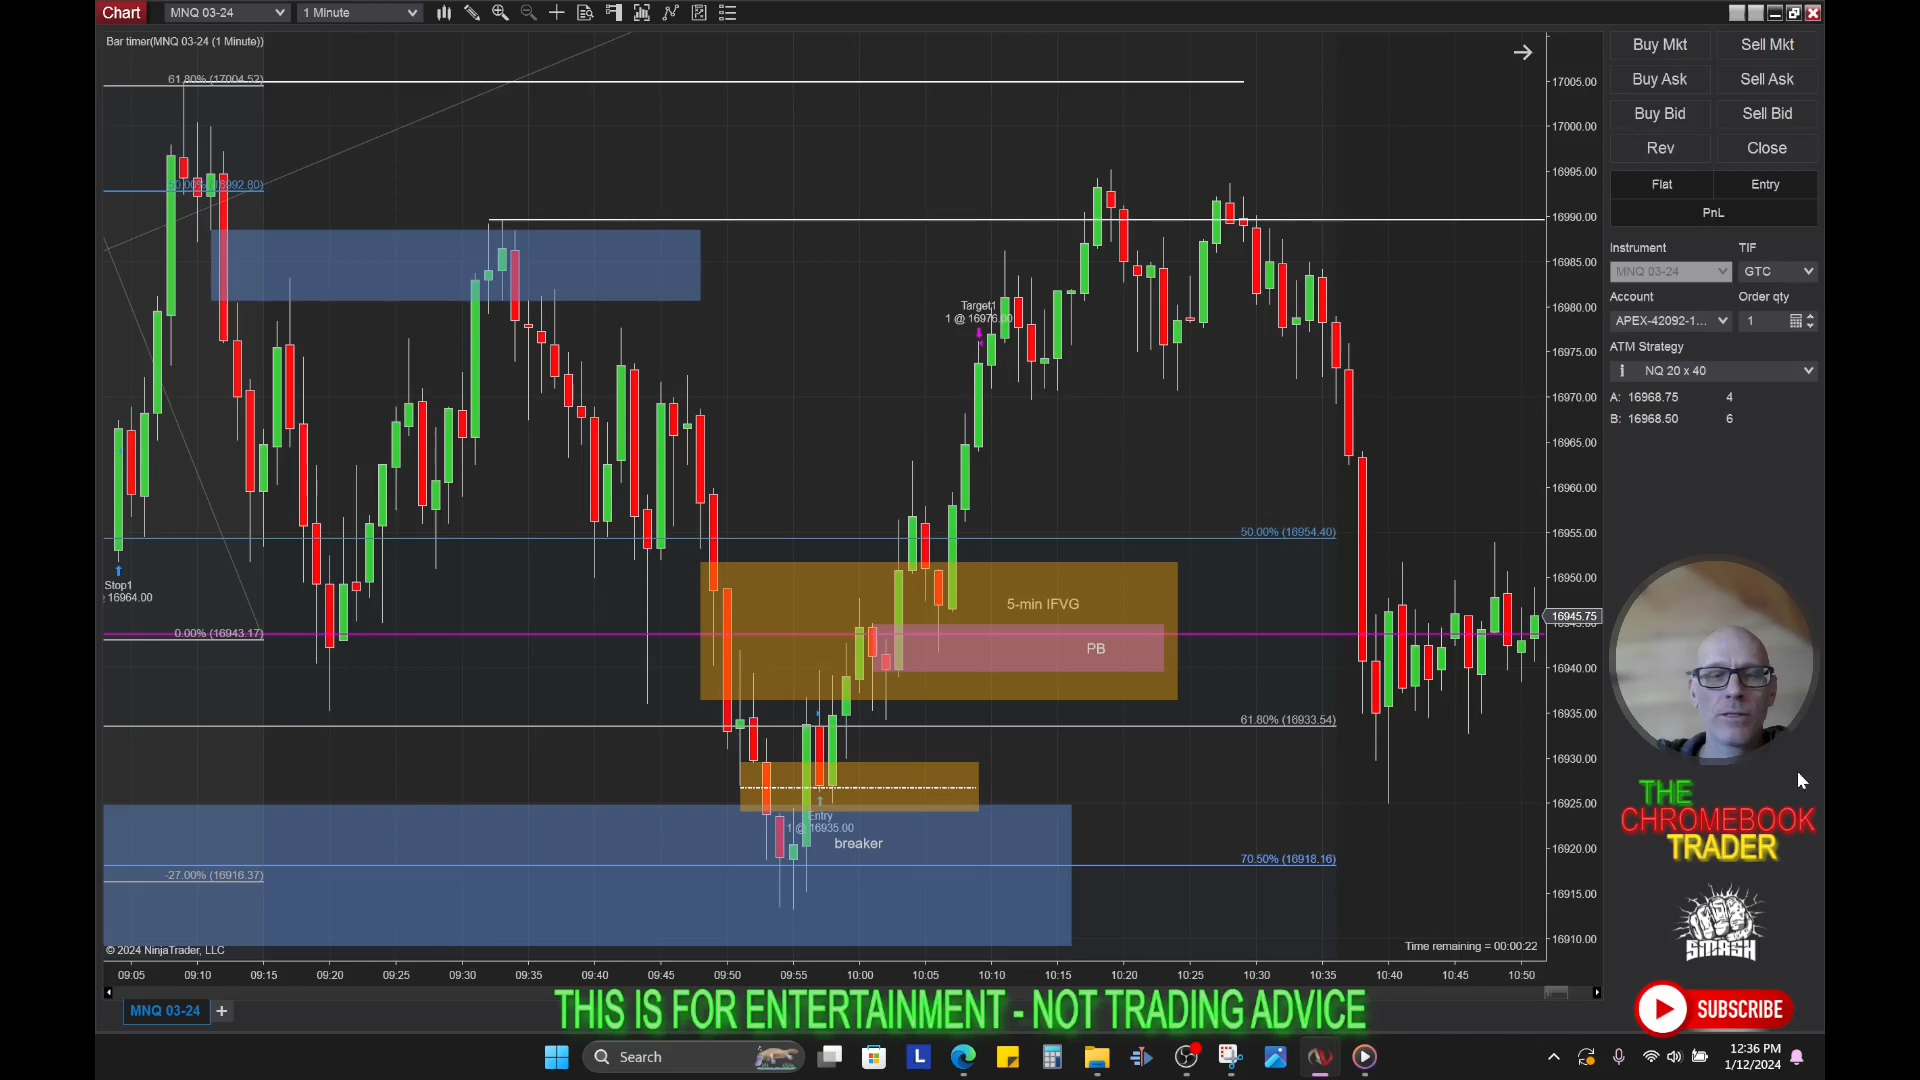 Chart MNQ 03-24 1 Minute
Bar timer(MNQ 03-24 (1 Minute))
61.80% (17004.52)
50.00% (16992.80)
Stop1
16964.00
0.00% (16943.17)
-27.00% (16916.37)
Target1
1 @ 16976.00
50.00% (16954.40)
5-min IFVG
PB
61.80% (16933.54)
Entry
1 @ 16935.00
breaker
70.50% (16918.16)
© 2024 NinjaTrader, LLC
Time remaining = 00:00:22
17005.00
17000.00
16995.00
16990.00
16985.00
16980.00
16975.00
16970.00
16965.00
16960.00
16955.00
16950.00
16945.75
16940.00
16935.00
16930.00
16925.00
16920.00
16915.00
16910.00
09:05 09:10 09:15 09:20 09:25 09:30 09:35 09:40 09:45 09:50 09:55 10:00 10:05 10:10 10:15 10:20 10:25 10:30 10:35 10:40 10:45 10:50
Buy Mkt Sell Mkt
Buy Ask Sell Ask
Buy Bid Sell Bid
Rev Close
Flat Entry
PnL
Instrument TIF
MNQ 03-24 GTC
Account Order qty
APEX-42092-1... 1
ATM Strategy
NQ 20 x 40
A: 16968.75 4
B: 16968.50 6
THE
CHROMEBOOK
TRADER
SMASH
SUBSCRIBE
MNQ 03-24 +
THIS IS FOR ENTERTAINMENT - NOT TRADING ADVICE
Search
L
12:36 PM
1/12/2024